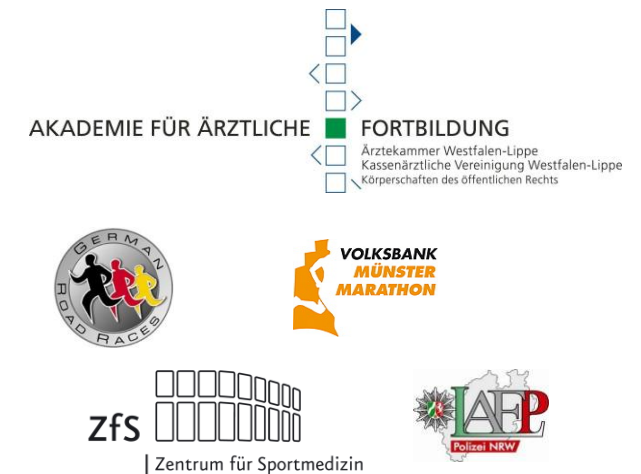 AKADEMIE FÜR ÄRZTLICHE FORTBILDUNG
Ärztekammer Westfalen-Lippe
Kassenärztliche Vereinigung Westfalen-Lippe
Körperschaften des öffentlichen Rechts
GERMAN
ROAD RACES
VOLKSBANK
MÜNSTER
MARATHON
ZfS
Zentrum für Sportmedizin
LAFP
Polizei NRW